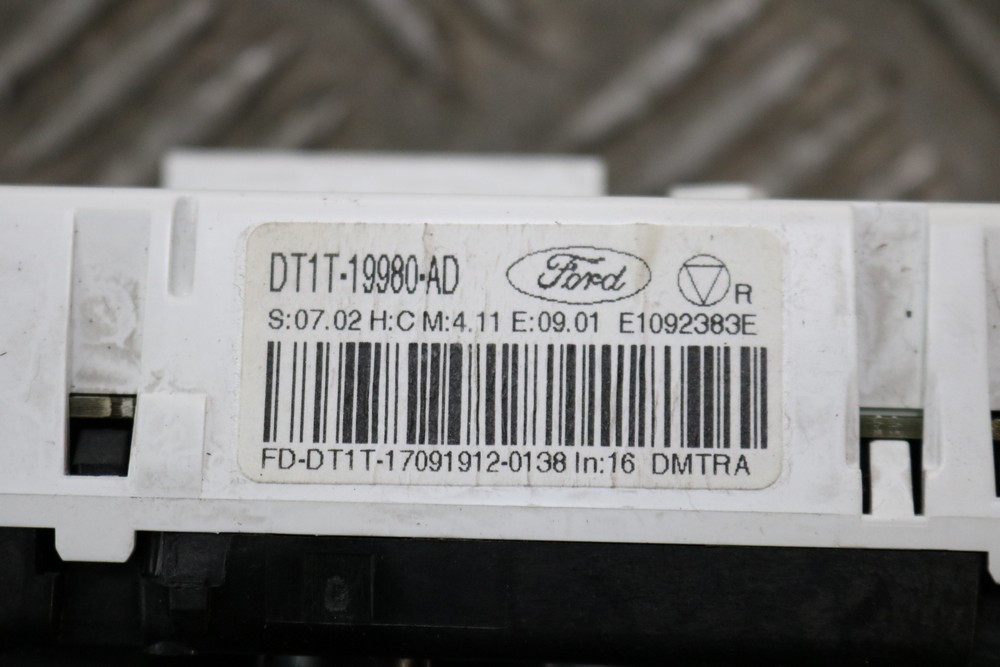 DT1T-19980-AD Ford R
S:07.02 H:C M:4.11 E:09.01 E1092383E
FD-DT1T-17091912-0138 In:16 DMTRA